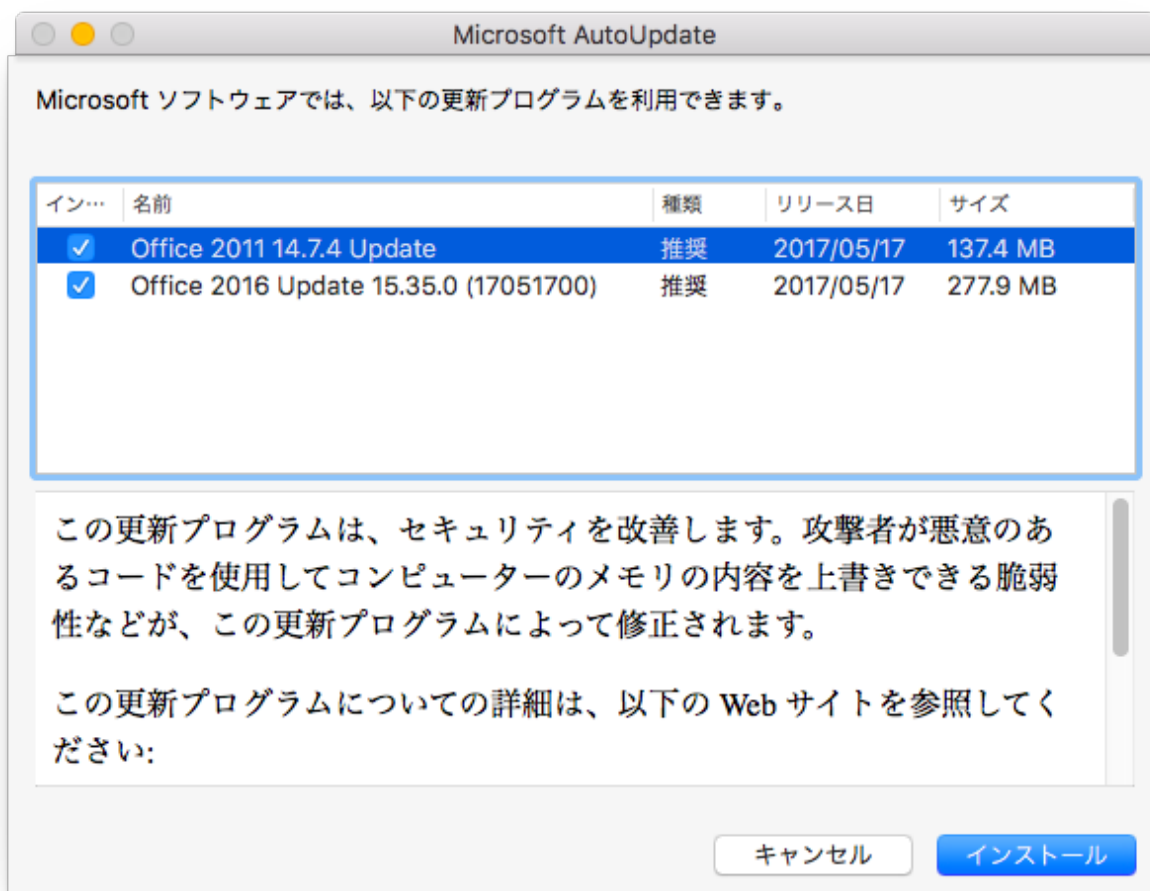 Microsoft AutoUpdate
Microsoft ソフトウェアでは、以下の更新プログラムを利用できます。
イン… 名前 種類 リリース日 サイズ
Office 2011 14.7.4 Update 推奨 2017/05/17 137.4 MB
Office 2016 Update 15.35.0 (17051700) 推奨 2017/05/17 277.9 MB
この更新プログラムは、セキュリティを改善します。攻撃者が悪意のあ
るコードを使用してコンピューターのメモリの内容を上書きできる脆弱
性などが、この更新プログラムによって修正されます。
この更新プログラムについての詳細は、以下の Web サイトを参照してく
ださい:
キャンセル インストール